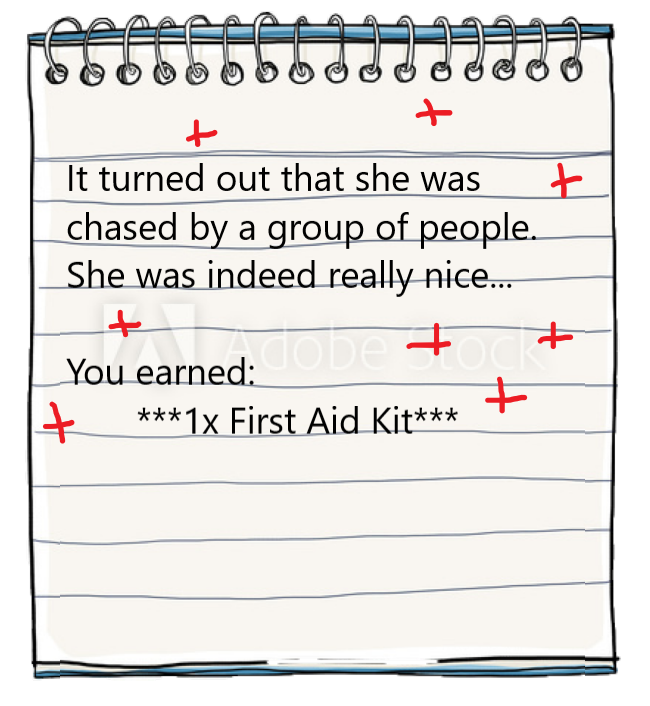 It turned out that she was
chased by a group of people.
She was indeed really nice...
Adobe Stock
You earned:
***1x First Aid Kit***